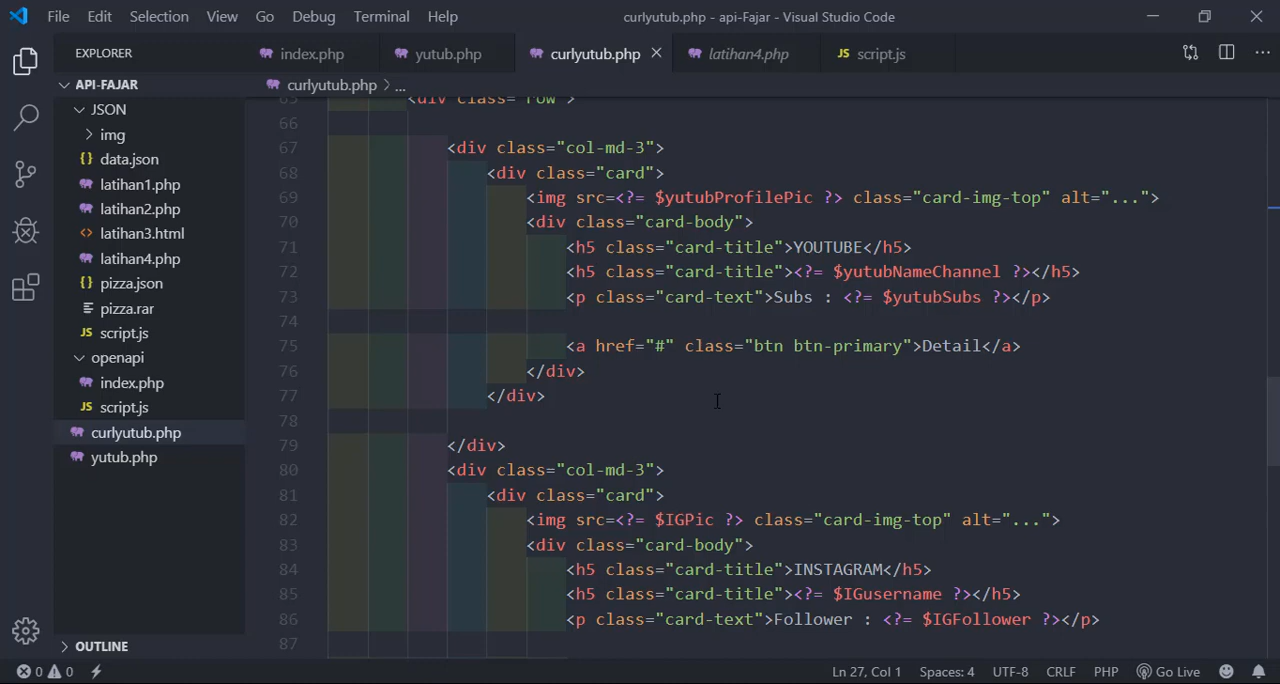 File Edit Selection View Go Debug Terminal Help curlyutub.php - api-Fajar - Visual Studio Code
EXPLORER index.php yutub.php curlyutub.php latihan4.php JS script.js
API-FAJAR
curlyutub.php > ...
JSON
img
{} data.json
latihan1.php
latihan2.php
<> latihan3.html
latihan4.php
{} pizza.json
pizza.rar
JS script.js
openapi
index.php
JS script.js
curlyutub.php
yutub.php
OUTLINE
65 <div class="row">
66
67 <div class="col-md-3">
68 <div class="card">
69 <img src=<?= $yutubProfilePic ?> class="card-img-top" alt="...">
70 <div class="card-body">
71 <h5 class="card-title">YOUTUBE</h5>
72 <h5 class="card-title"><?= $yutubNameChannel ?></h5>
73 <p class="card-text">Subs : <?= $yutubSubs ?></p>
74
75 <a href="#" class="btn btn-primary">Detail</a>
76 </div>
77 </div>
78
79 </div>
80 <div class="col-md-3">
81 <div class="card">
82 <img src=<?= $IGPic ?> class="card-img-top" alt="...">
83 <div class="card-body">
84 <h5 class="card-title">INSTAGRAM</h5>
85 <h5 class="card-title"><?= $IGusername ?></h5>
86 <p class="card-text">Follower : <?= $IGFollower ?></p>
87
0 0 Ln 27, Col 1 Spaces: 4 UTF-8 CRLF PHP Go Live